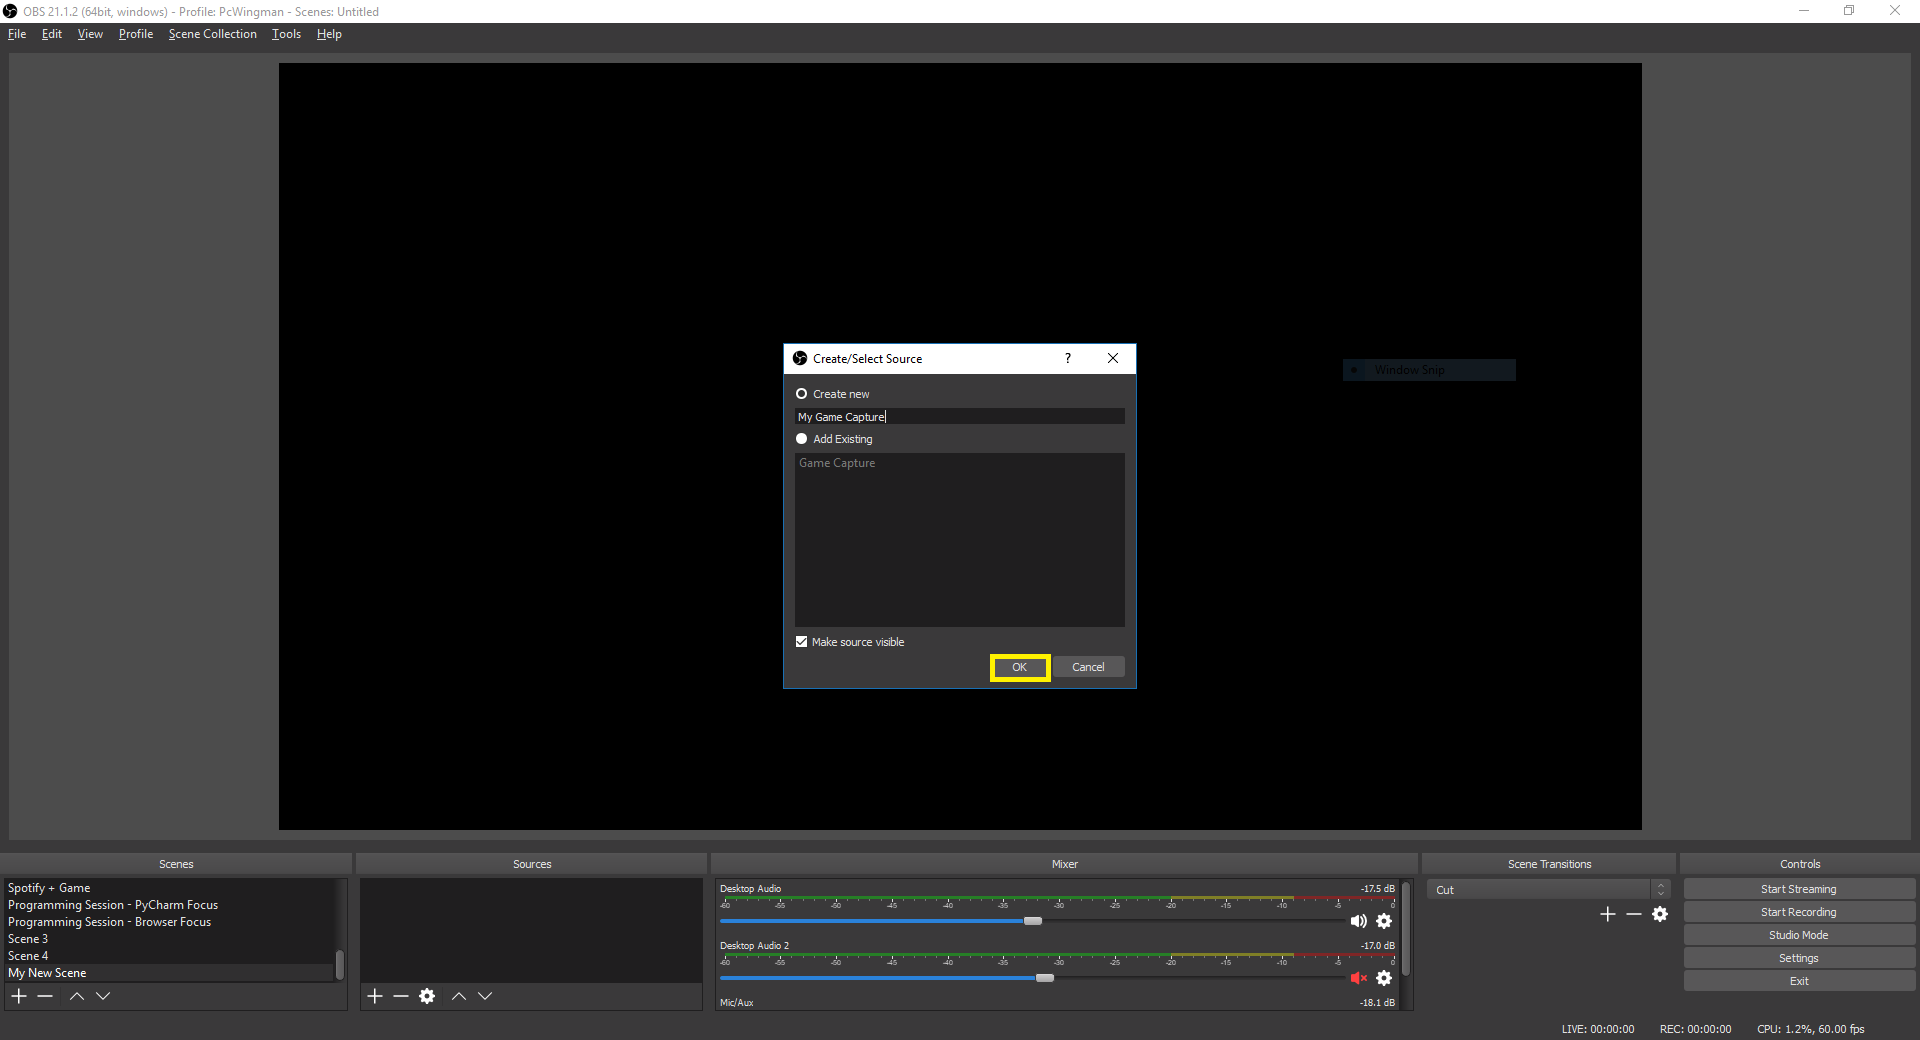 OBS 21.1.2 (64bit, windows) - Profile: PcWingman - Scenes: Untitled
File Edit View Profile Scene Collection Tools Help
Create/Select Source ?
Create new
My Game Capture
Add Existing
Game Capture
Make source visible
OK Cancel
Window Snip
Scenes
Spotify + Game
Programming Session - PyCharm Focus
Programming Session - Browser Focus
Scene 3
Scene 4
My New Scene
Sources
Mixer
Desktop Audio -17.5 dB
-60 -55 -50 -45 -40 -35 -30 -25 -20 -15 -10 -5 0
Desktop Audio 2 -17.0 dB
-60 -55 -50 -45 -40 -35 -30 -25 -20 -15 -10 -5 0
Mic/Aux -18.1 dB
Scene Transitions
Cut
Controls
Start Streaming
Start Recording
Studio Mode
Settings
Exit
LIVE: 00:00:00 REC: 00:00:00 CPU: 1.2%, 60.00 fps